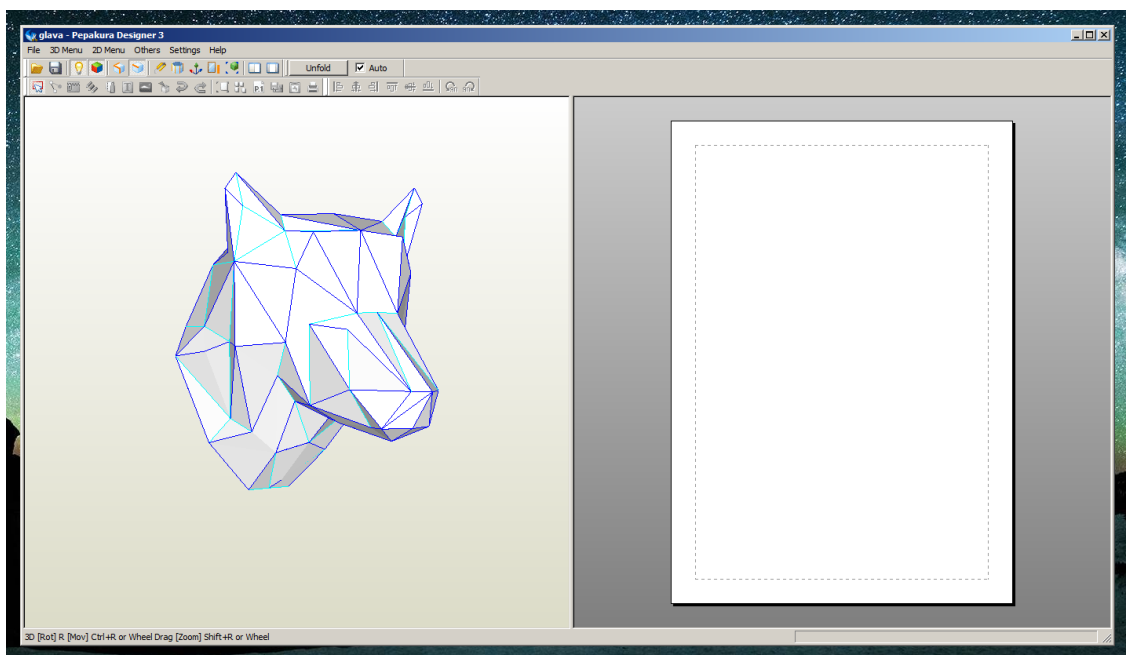 glava - Pepakura Designer 3
File 3D Menu 2D Menu Others Settings Help
Unfold Auto
P1
3D [Rot] R [Mov] Ctrl+R or Wheel Drag [Zoom] Shift+R or Wheel